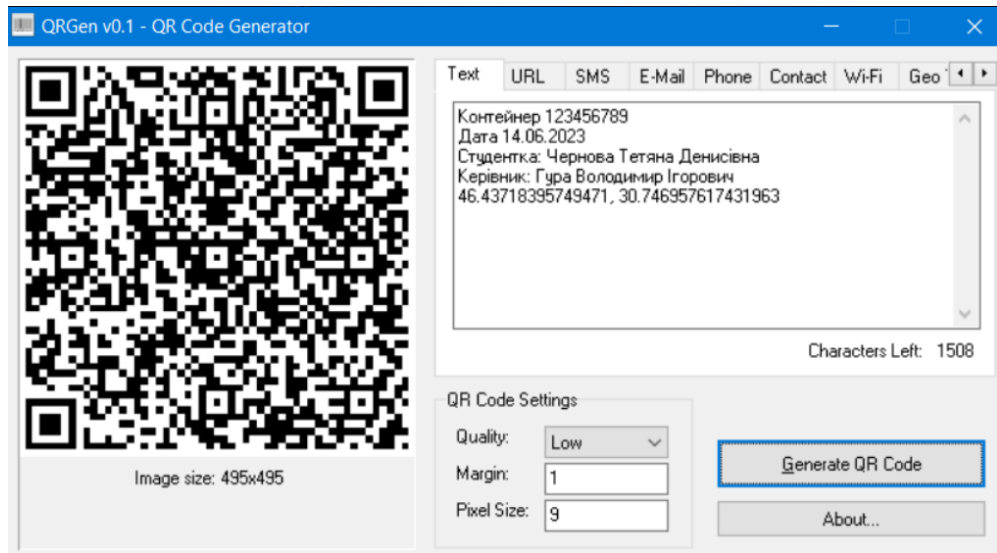 QRGen v0.1 - QR Code Generator
Text URL SMS E-Mail Phone Contact Wi-Fi Geo
Контейнер 123456789
Дата 14.06.2023
Студентка: Чернова Тетяна Денисівна
Керівник: Гура Володимир Ігорович
46.43718395749471, 30.746957617431963
Characters Left: 1508
Image size: 495x495
QR Code Settings
Quality: Low
Margin: 1
Pixel Size: 9
Generate QR Code
About...